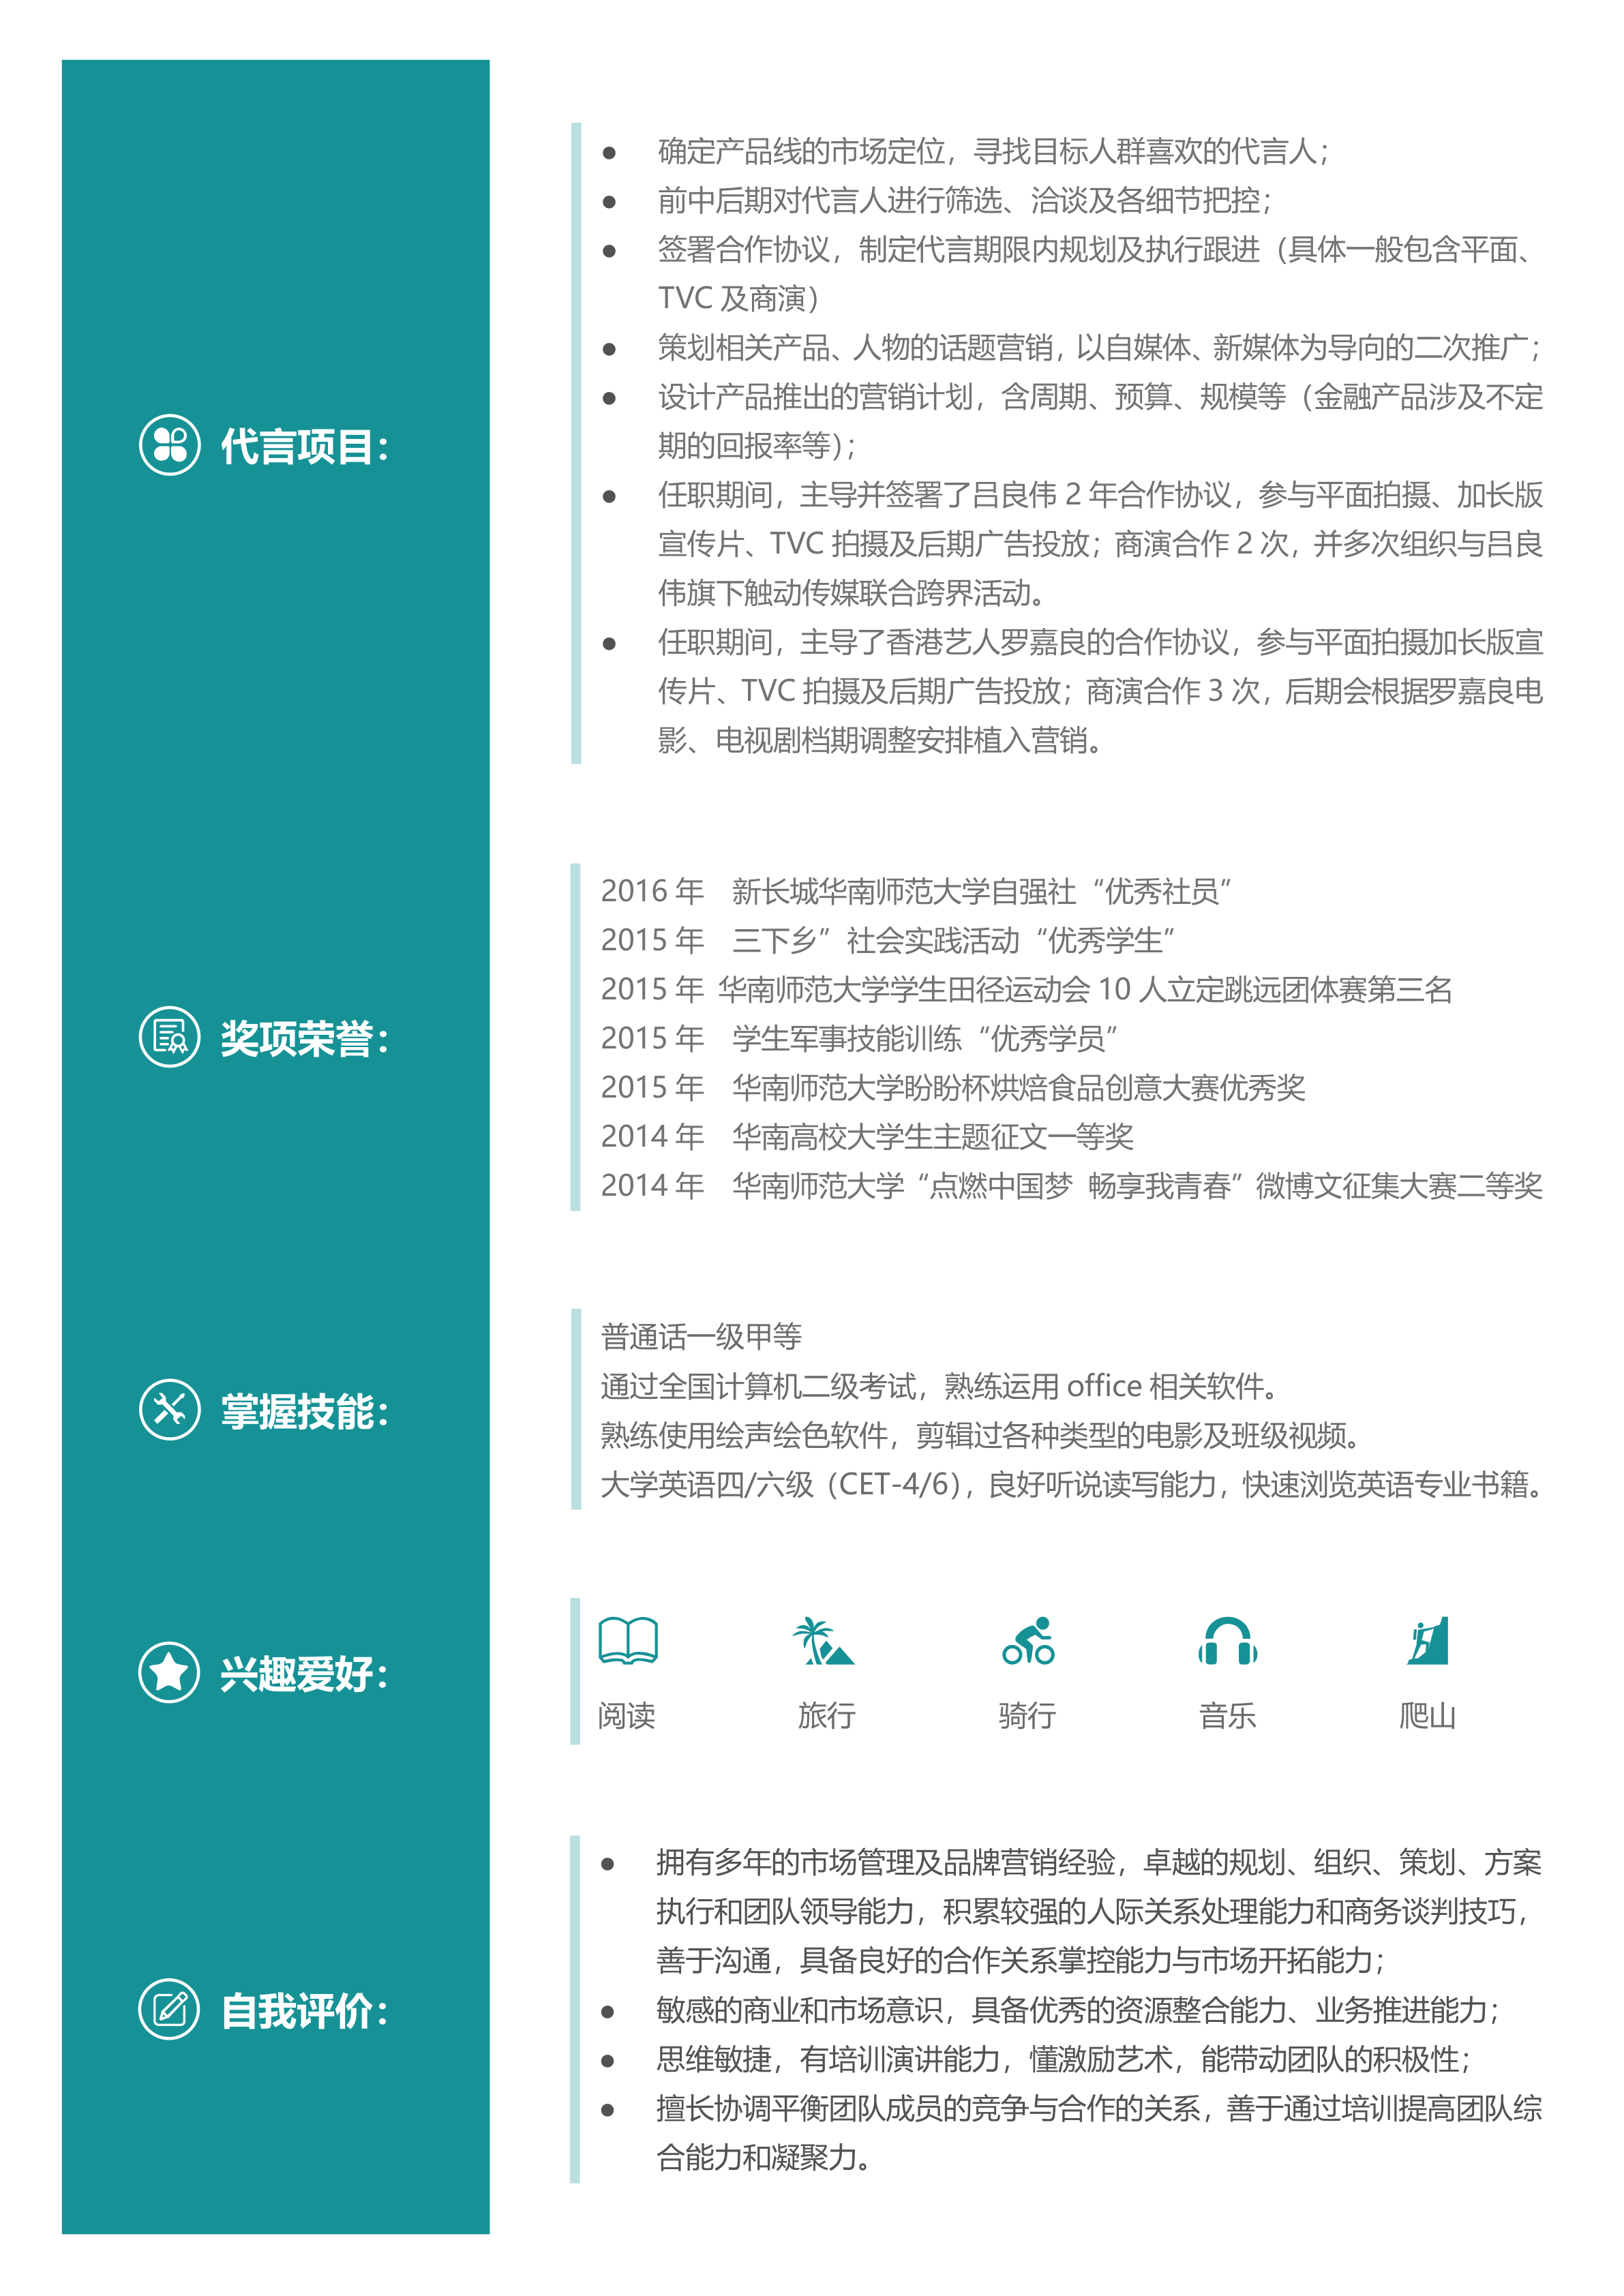 代言项目：
● 确定产品线的市场定位，寻找目标人群喜欢的代言人；
● 前中后期对代言人进行筛选、洽谈及各细节把控；
● 签署合作协议，制定代言期限内规划及执行跟进（具体一般包含平面、
TVC 及商演）
● 策划相关产品、人物的话题营销，以自媒体、新媒体为导向的二次推广；
● 设计产品推出的营销计划，含周期、预算、规模等（金融产品涉及不定
期的回报率等）；
● 任职期间，主导并签署了吕良伟 2 年合作协议，参与平面拍摄、加长版
宣传片、TVC 拍摄及后期广告投放；商演合作 2 次，并多次组织与吕良
伟旗下触动传媒联合跨界活动。
● 任职期间，主导了香港艺人罗嘉良的合作协议，参与平面拍摄加长版宣
传片、TVC 拍摄及后期广告投放；商演合作 3 次，后期会根据罗嘉良电
影、电视剧档期调整安排植入营销。
奖项荣誉：
2016 年 新长城华南师范大学自强社“优秀社员”
2015 年 三下乡”社会实践活动“优秀学生”
2015 年 华南师范大学学生田径运动会 10 人立定跳远团体赛第三名
2015 年 学生军事技能训练“优秀学员”
2015 年 华南师范大学盼盼杯烘焙食品创意大赛优秀奖
2014 年 华南高校大学生主题征文一等奖
2014 年 华南师范大学“点燃中国梦 畅享我青春”微博文征集大赛二等奖
掌握技能：
普通话一级甲等
通过全国计算机二级考试，熟练运用 office 相关软件。
熟练使用绘声绘色软件，剪辑过各种类型的电影及班级视频。
大学英语四/六级（CET-4/6），良好听说读写能力，快速浏览英语专业书籍。
兴趣爱好：
阅读 旅行 骑行 音乐 爬山
自我评价：
● 拥有多年的市场管理及品牌营销经验，卓越的规划、组织、策划、方案
执行和团队领导能力，积累较强的人际关系处理能力和商务谈判技巧，
善于沟通，具备良好的合作关系掌控能力与市场开拓能力；
● 敏感的商业和市场意识，具备优秀的资源整合能力、业务推进能力；
● 思维敏捷，有培训演讲能力，懂激励艺术，能带动团队的积极性；
● 擅长协调平衡团队成员的竞争与合作的关系，善于通过培训提高团队综
合能力和凝聚力。